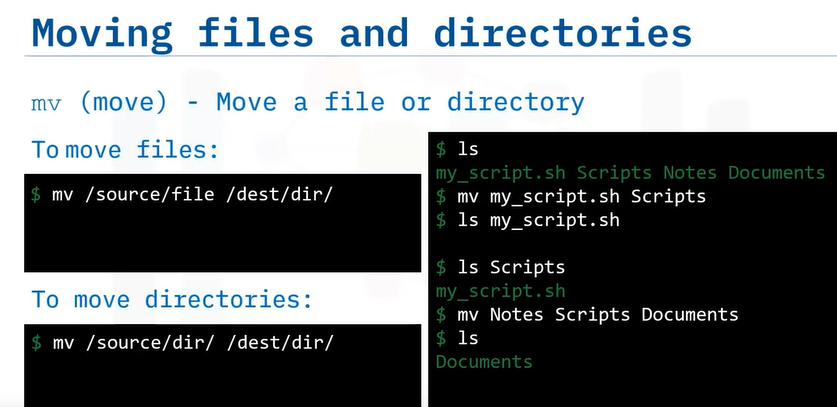 Moving files and directories
mv (move) - Move a file or directory
To move files:
$ mv /source/file /dest/dir/
To move directories:
$ mv /source/dir/ /dest/dir/
$ ls
my_script.sh Scripts Notes Documents
$ mv my_script.sh Scripts
$ ls my_script.sh
$ ls Scripts
my_script.sh
$ mv Notes Scripts Documents
$ ls
Documents